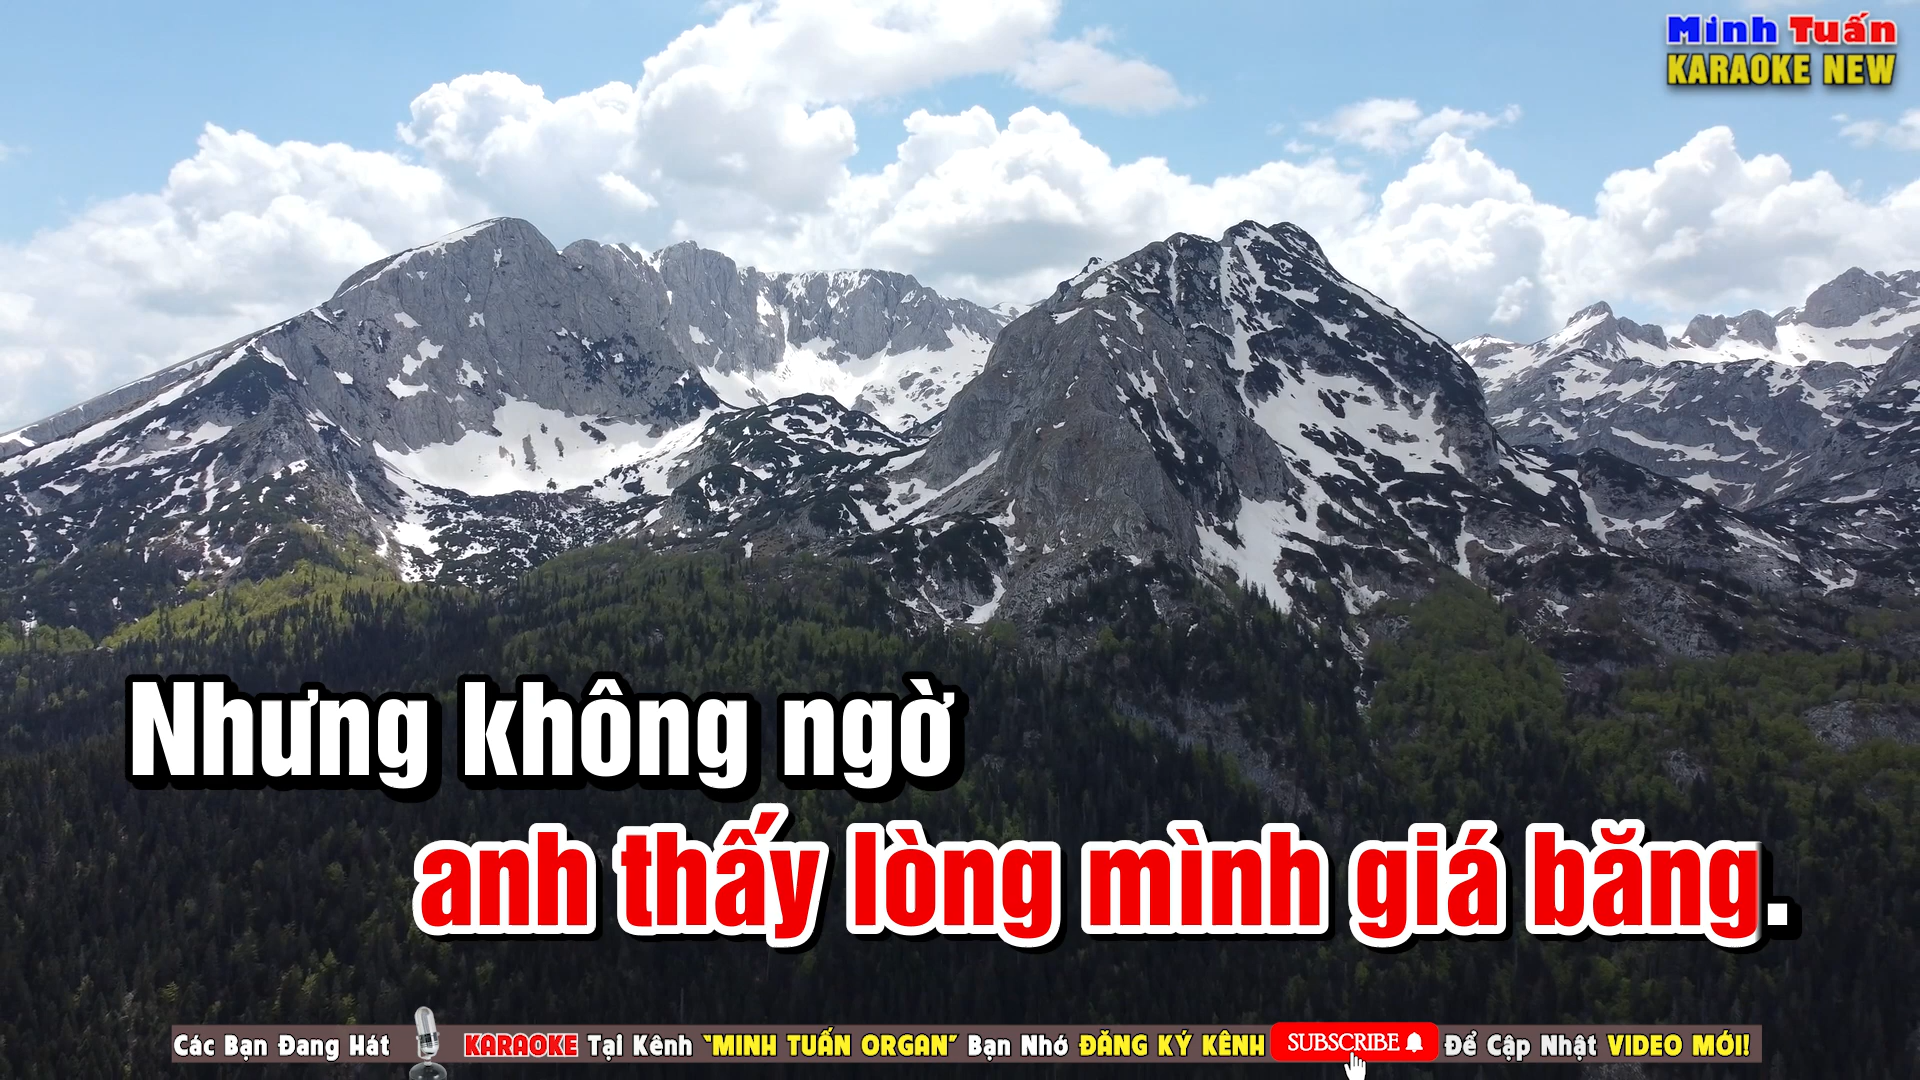 Minh Tuấn
KARAOKE NEW
Nhưng không ngờ
anh thấy lòng mình giá băng.
Các Bạn Đang Hát KARAOKE Tại Kênh "MINH TUẤN ORGAN" Bạn Nhớ ĐĂNG KÝ KÊNH SUBSCRIBE Để Cập Nhật VIDEO MỚI!